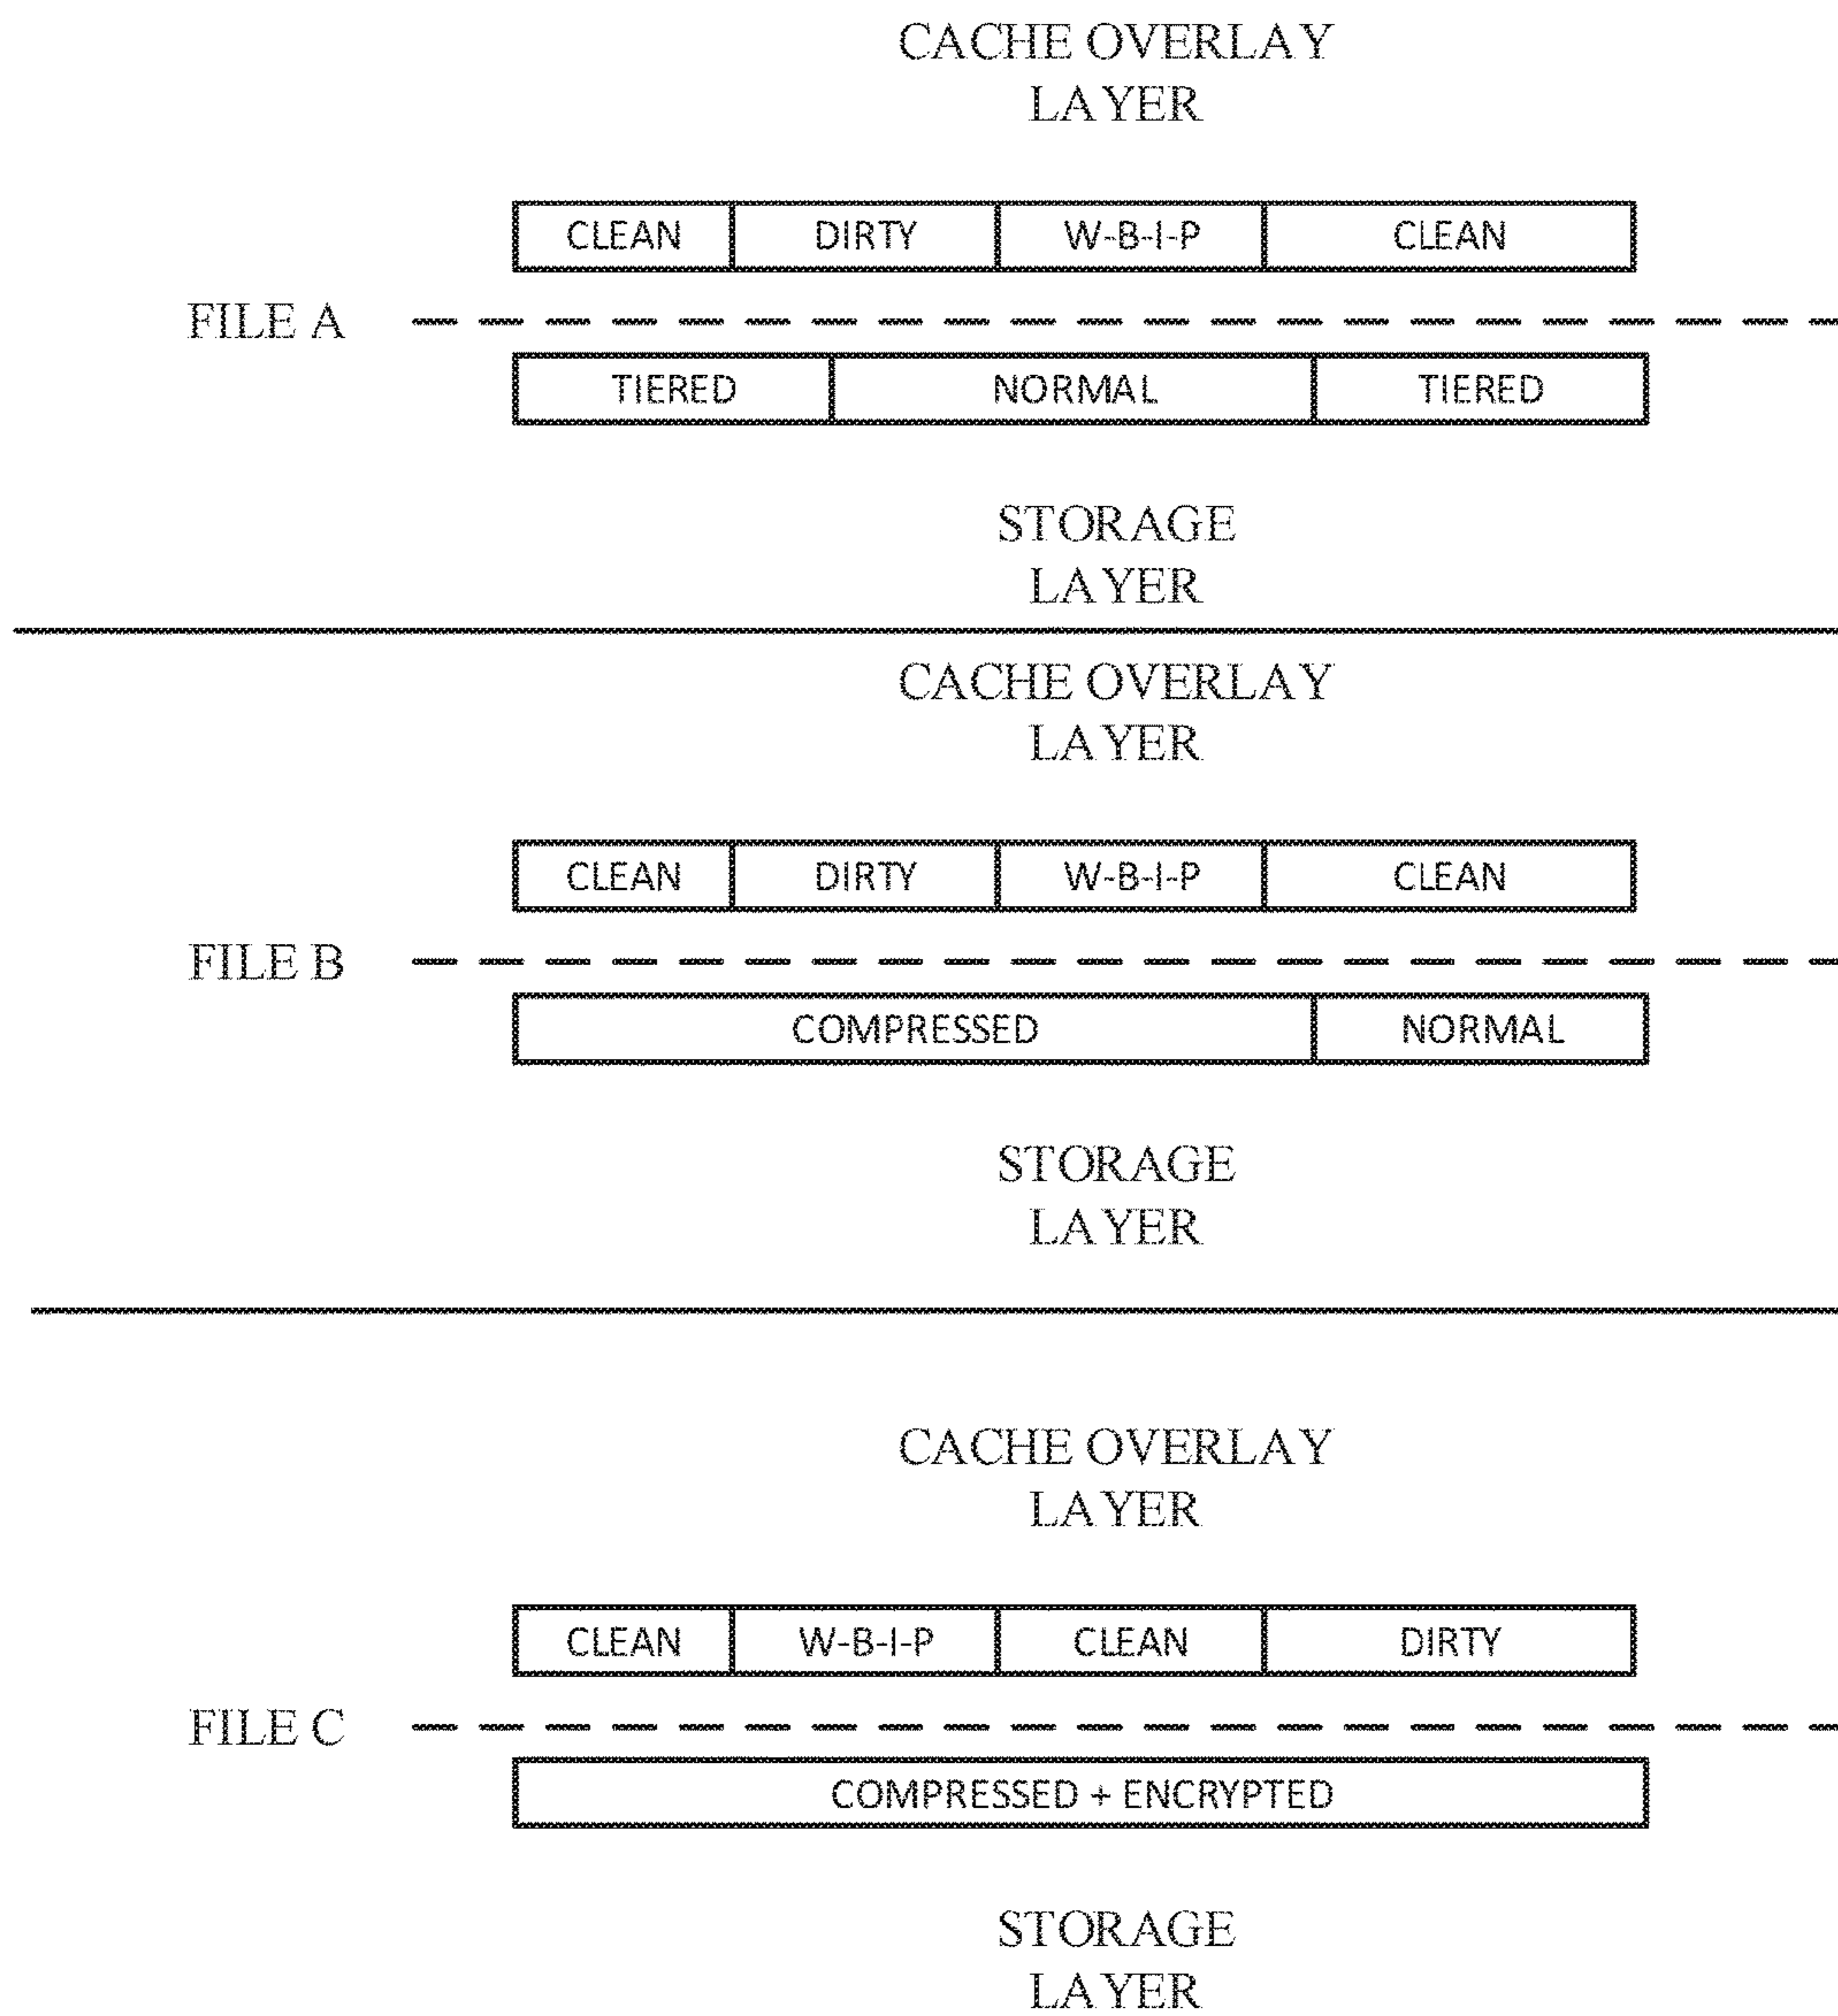 CACHE OVERLAY
LAYER
CLEAN DIRTY W-B-I-P CLEAN
FILE A
TIERED NORMAL TIERED
STORAGE
LAYER
CACHE OVERLAY
LAYER
CLEAN DIRTY W-B-I-P CLEAN
FILE B
COMPRESSED NORMAL
STORAGE
LAYER
CACHE OVERLAY
LAYER
CLEAN W-B-I-P CLEAN DIRTY
FILE C
COMPRESSED + ENCRYPTED
STORAGE
LAYER